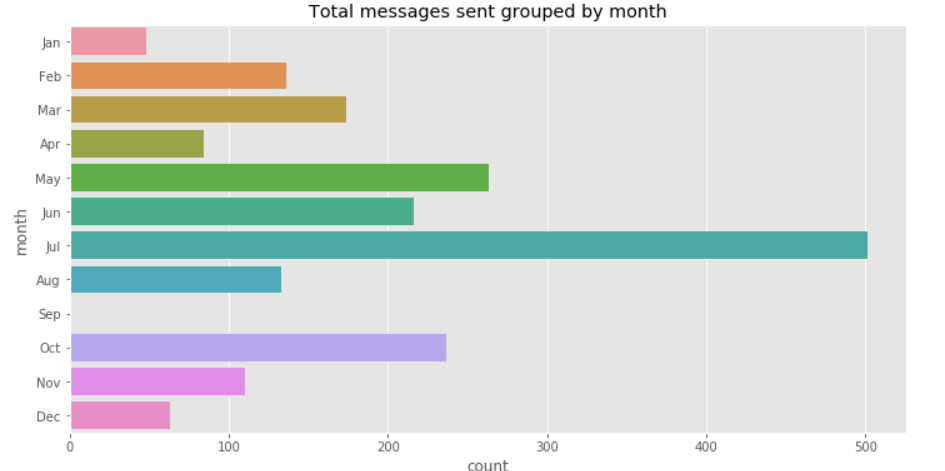 Total messages sent grouped by month
month
Jan
Feb
Mar
Apr
May
Jun
Jul
Aug
Sep
Oct
Nov
Dec
0 100 200 300 400 500
count